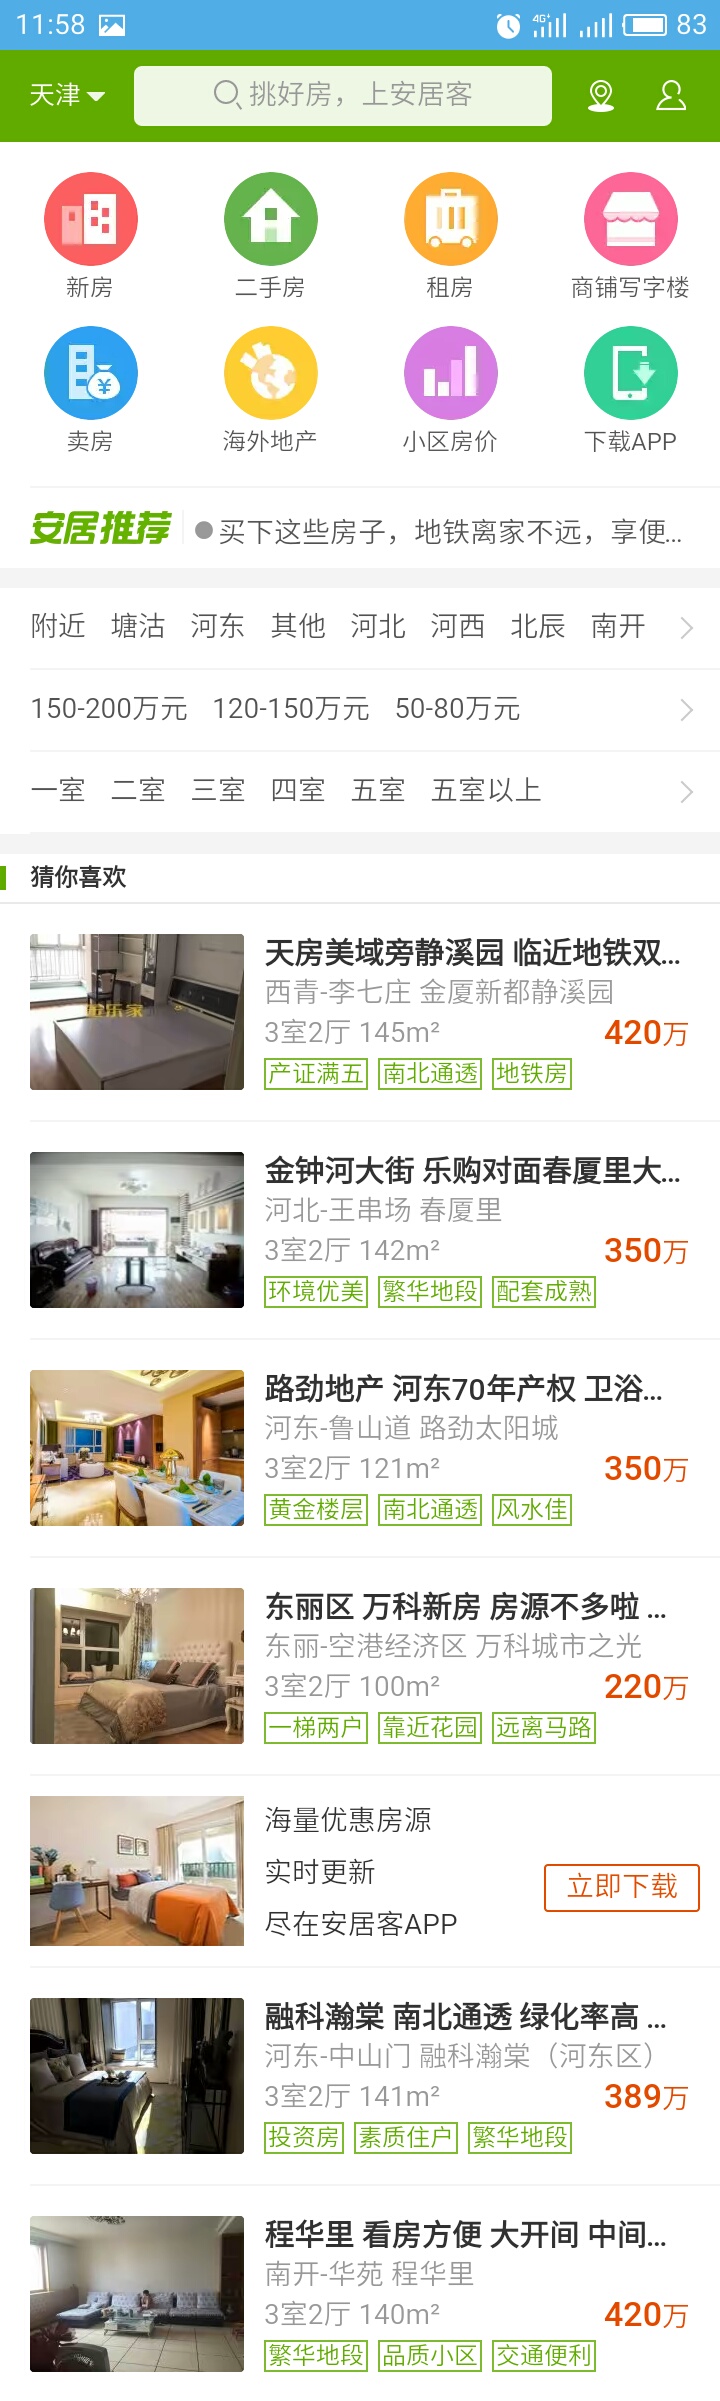 11:58 4G+ 83
天津 挑好房，上安居客
新房 二手房 租房 商铺写字楼
卖房 海外地产 小区房价 下载APP
安居推荐 ●买下这些房子，地铁离家不远，享便...
附近 塘沽 河东 其他 河北 河西 北辰 南开
150-200万元 120-150万元 50-80万元
一室 二室 三室 四室 五室 五室以上
猜你喜欢
天房美域旁静溪园 临近地铁双...
西青-李七庄 金厦新都静溪园
3室2厅 145m² 420万
产证满五 南北通透 地铁房
金钟河大街 乐购对面春厦里大...
河北-王串场 春厦里
3室2厅 142m² 350万
环境优美 繁华地段 配套成熟
路劲地产 河东70年产权 卫浴...
河东-鲁山道 路劲太阳城
3室2厅 121m² 350万
黄金楼层 南北通透 风水佳
东丽区 万科新房 房源不多啦 ...
东丽-空港经济区 万科城市之光
3室2厅 100m² 220万
一梯两户 靠近花园 远离马路
海量优惠房源
实时更新
尽在安居客APP
立即下载
融科瀚棠 南北通透 绿化率高 ...
河东-中山门 融科瀚棠（河东区）
3室2厅 141m² 389万
投资房 素质住户 繁华地段
程华里 看房方便 大开间 中间...
南开-华苑 程华里
3室2厅 140m² 420万
繁华地段 品质小区 交通便利